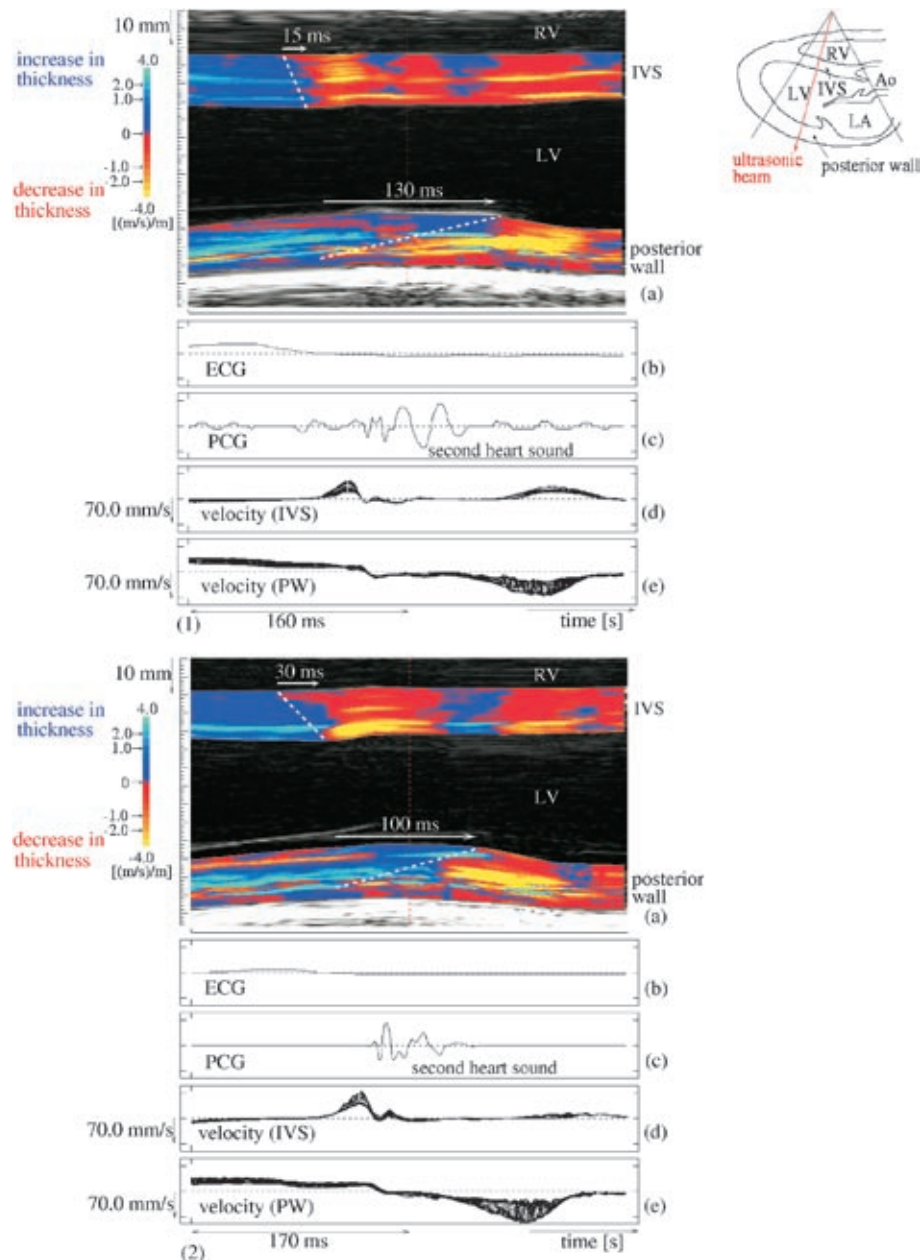 10 mm
4.0
increase in
thickness
2.0
1.0
0
decrease in
thickness
-1.0
-2.0
-4.0
[(m/s)/m]
15 ms
RV
IVS
LV
130 ms
posterior
wall
(a)
RV
LV
IVS
Ao
LA
ultrasonic
beam
posterior wall
ECG
(b)
PCG
second heart sound
(c)
70.0 mm/s
velocity (IVS)
(d)
70.0 mm/s
velocity (PW)
(e)
(1)
160 ms
time [s]
10 mm
4.0
increase in
thickness
2.0
1.0
0
decrease in
thickness
-1.0
-2.0
-4.0
[(m/s)/m]
30 ms
RV
IVS
LV
100 ms
posterior
wall
(a)
ECG
(b)
PCG
second heart sound
(c)
70.0 mm/s
velocity (IVS)
(d)
70.0 mm/s
velocity (PW)
(e)
170 ms
time [s]
(2)